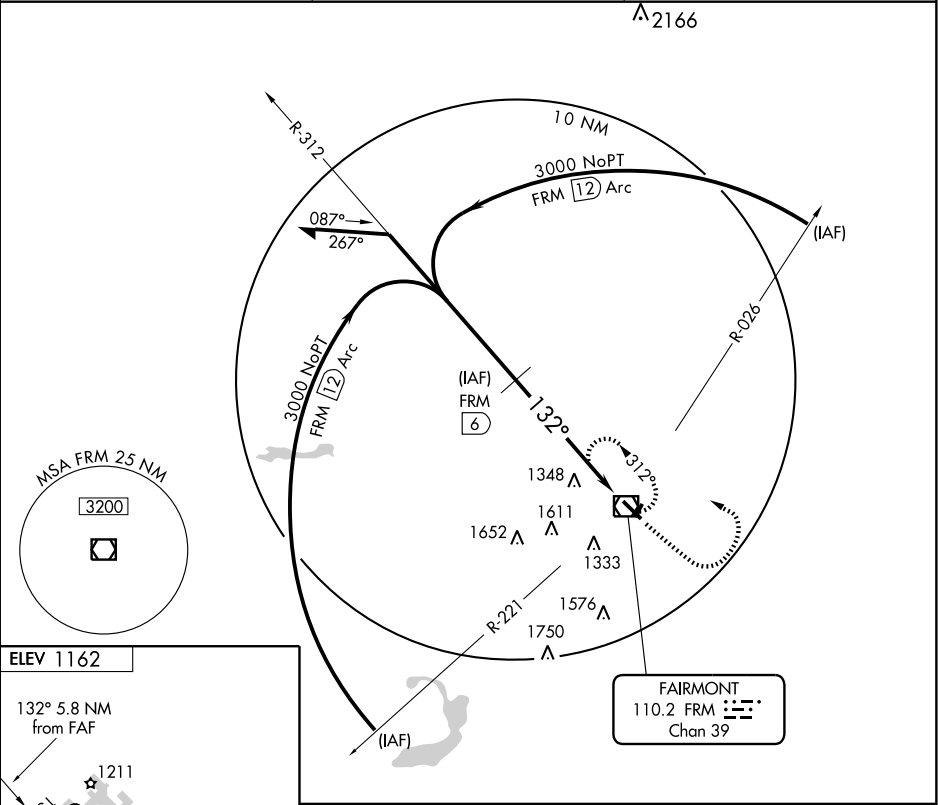 2166
10 NM
R-312
3000 NoPT
FRM 12 Arc
087°
267°
(IAF)
R-026
3000 NoPT
FRM 12 Arc
(IAF)
FRM
6
132°
312°
1348
1611
1652
1333
1576
1750
R-221
(IAF)
MSA FRM 25 NM
3200
FAIRMONT
110.2 FRM
Chan 39
ELEV 1162
132° 5.8 NM
from FAF
1211